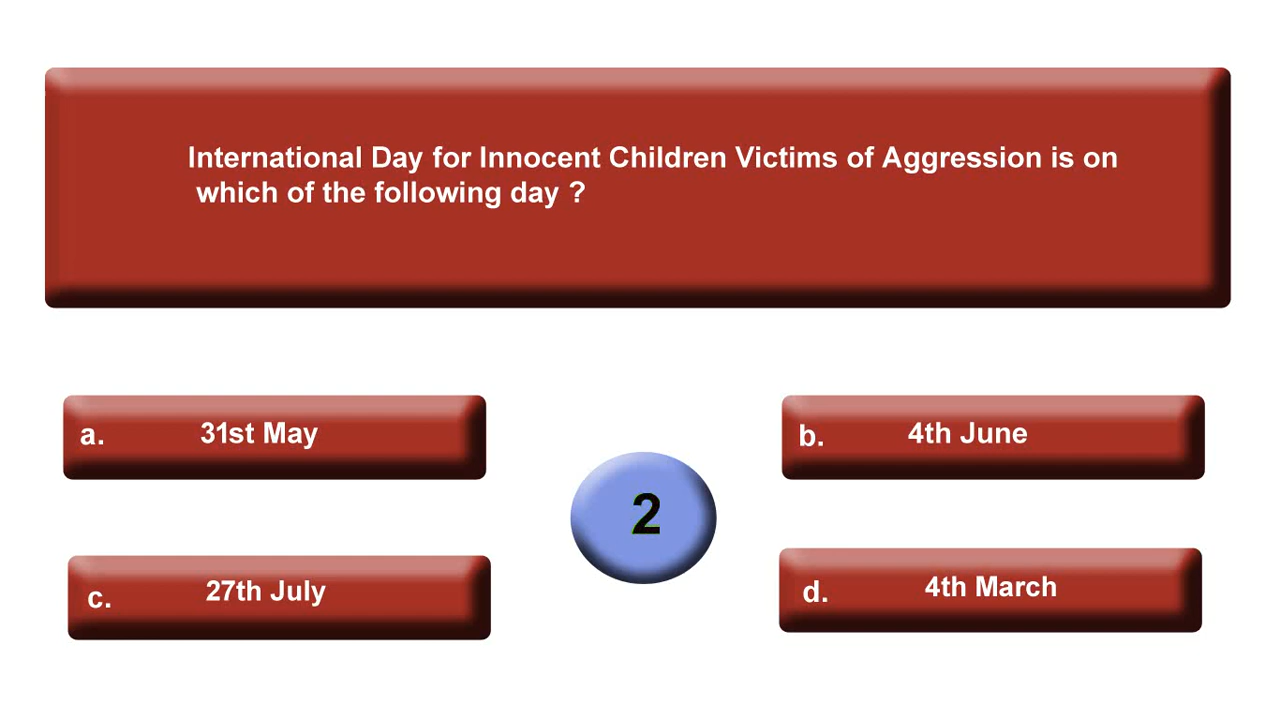 International Day for Innocent Children Victims of Aggression is on
which of the following day ?
a. 31st May
b. 4th June
2
c. 27th July
d. 4th March